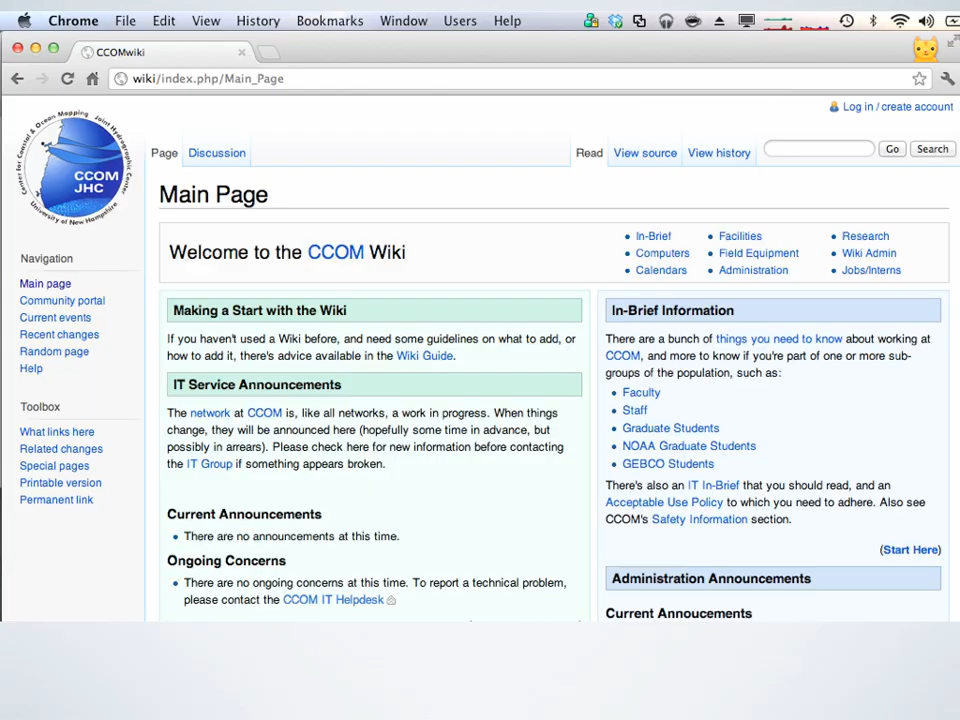 Chrome File Edit View History Bookmarks Window Users Help
CCOMwiki
wiki/index.php/Main_Page
Log in / create account
Center for Coastal & Ocean Mapping Joint Hydrographic Center
CCOM
JHC
University of New Hampshire
Page Discussion Read View source View history Go Search
Main Page
Welcome to the CCOM Wiki
In-Brief Facilities Research
Computers Field Equipment Wiki Admin
Calendars Administration Jobs/Interns
Navigation
Main page
Community portal
Current events
Recent changes
Random page
Help
Toolbox
What links here
Related changes
Special pages
Printable version
Permanent link
Making a Start with the Wiki
If you haven't used a Wiki before, and need some guidelines on what to add, or
how to add it, there's advice available in the Wiki Guide.
IT Service Announcements
The network at CCOM is, like all networks, a work in progress. When things
change, they will be announced here (hopefully some time in advance, but
possibly in arrears). Please check here for new information before contacting
the IT Group if something appears broken.
Current Announcements
There are no announcements at this time.
Ongoing Concerns
There are no ongoing concerns at this time. To report a technical problem,
please contact the CCOM IT Helpdesk
In-Brief Information
There are a bunch of things you need to know about working at
CCOM, and more to know if you're part of one or more sub-
groups of the population, such as:
Faculty
Staff
Graduate Students
NOAA Graduate Students
GEBCO Students
There's also an IT In-Brief that you should read, and an
Acceptable Use Policy to which you need to adhere. Also see
CCOM's Safety Information section.
(Start Here)
Administration Announcements
Current Annoucements